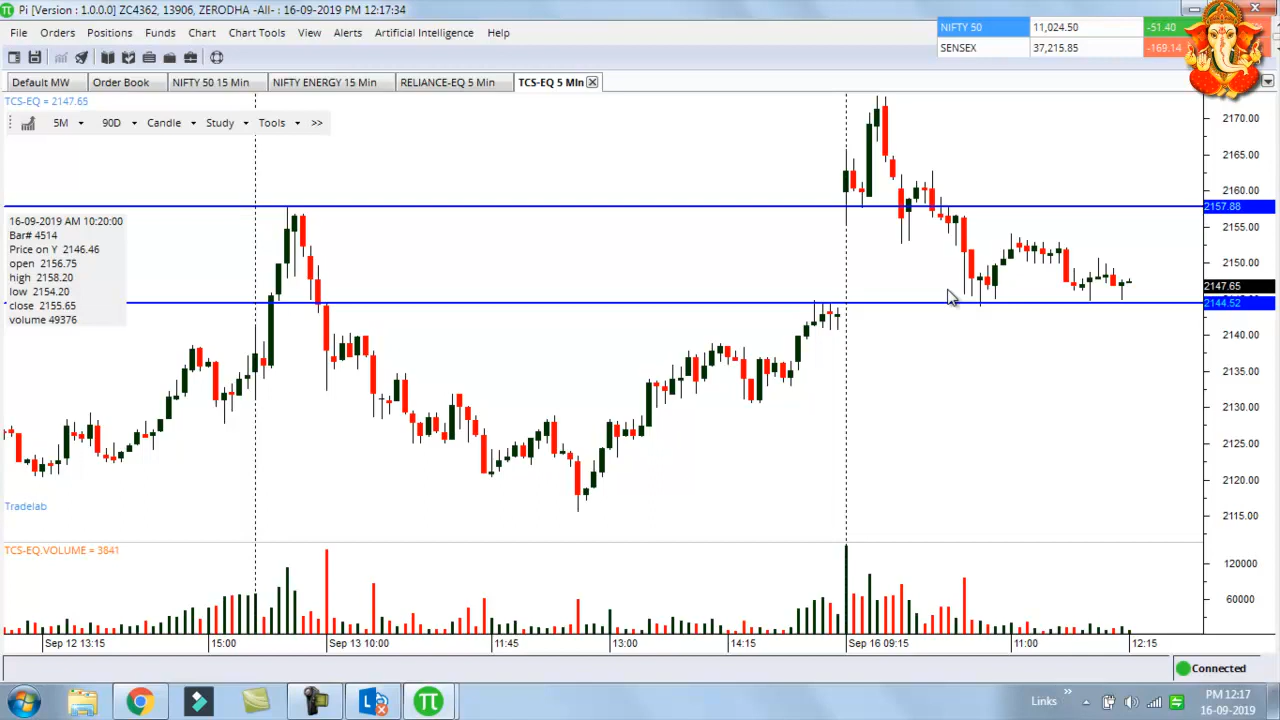 Pi [Version : 1.0.0.0] ZC4362, 13906, ZERODHA -All- : 16-09-2019 PM 12:17:34
File Orders Positions Funds Chart View Alerts Artificial Intelligence Help
NIFTY 50 11,024.50 -51.40
SENSEX 37,215.85 -169.14
Default MW Order Book NIFTY 50 15 Min NIFTY ENERGY 15 Min RELIANCE-EQ 5 Min TCS-EQ 5 MIn
TCS-EQ = 2147.65
5M 90D Candle Study Tools >>
2170.00
2165.00
2160.00
2157.88
2155.00
2150.00
2147.65
2144.52
2140.00
2135.00
2130.00
2125.00
2120.00
2115.00
16-09-2019 AM 10:20:00
Bar# 4514
Price on Y 2146.46
open 2156.75
high 2158.20
low 2154.20
close 2155.65
volume 49376
Tradelab
TCS-EQ.VOLUME = 3841
120000
60000
Sep 12 13:15 15:00 Sep 13 10:00 11:45 13:00 14:15 Sep 16 09:15 11:00 12:15
Connected
Links » PM 12:17
16-09-2019